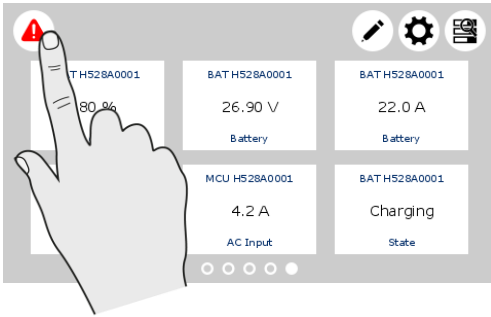 T H528A0001
BAT H528A0001
BAT H528A0001
80 %
26.90 V
22.0 A
Battery
Battery
MCU H528A0001
BAT H528A0001
4.2 A
Charging
AC Input
State